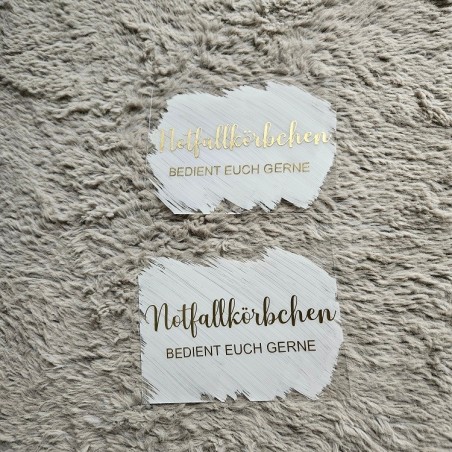 Notfallkörbchen
BEDIENT EUCH GERNE
Notfallkörbchen
BEDIENT EUCH GERNE